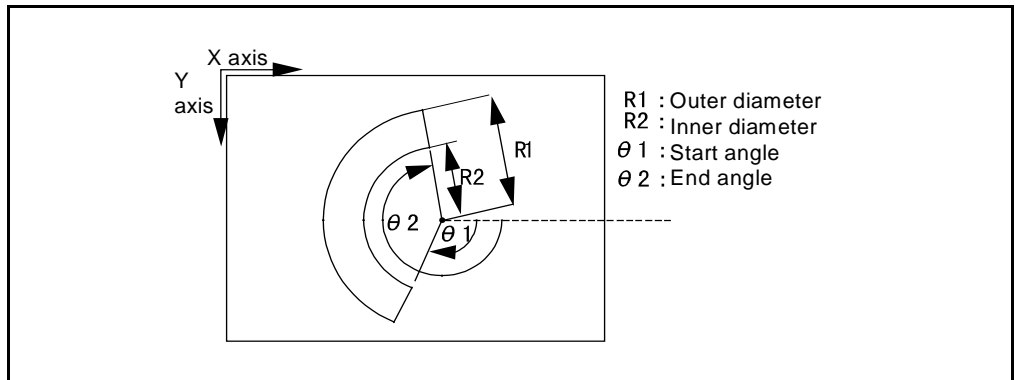 X axis
Y
axis
R1 : Outer diameter
R2 : Inner diameter
θ 1 : Start angle
θ 2 : End angle
R1
R2
θ 2
θ 1